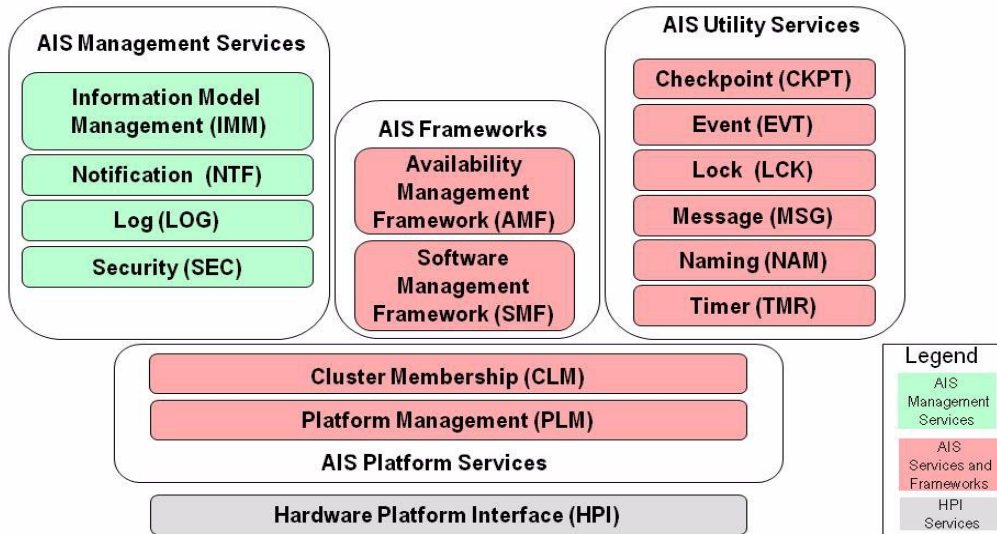 AIS Management Services
Information Model
Management (IMM)
Notification (NTF)
Log (LOG)
Security (SEC)
AIS Frameworks
Availability
Management
Framework (AMF)
Software
Management
Framework (SMF)
AIS Utility Services
Checkpoint (CKPT)
Event (EVT)
Lock (LCK)
Message (MSG)
Naming (NAM)
Timer (TMR)
Cluster Membership (CLM)
Platform Management (PLM)
AIS Platform Services
Hardware Platform Interface (HPI)
Legend
AIS
Management
Services
AIS
Services and
Frameworks
HPI
Services